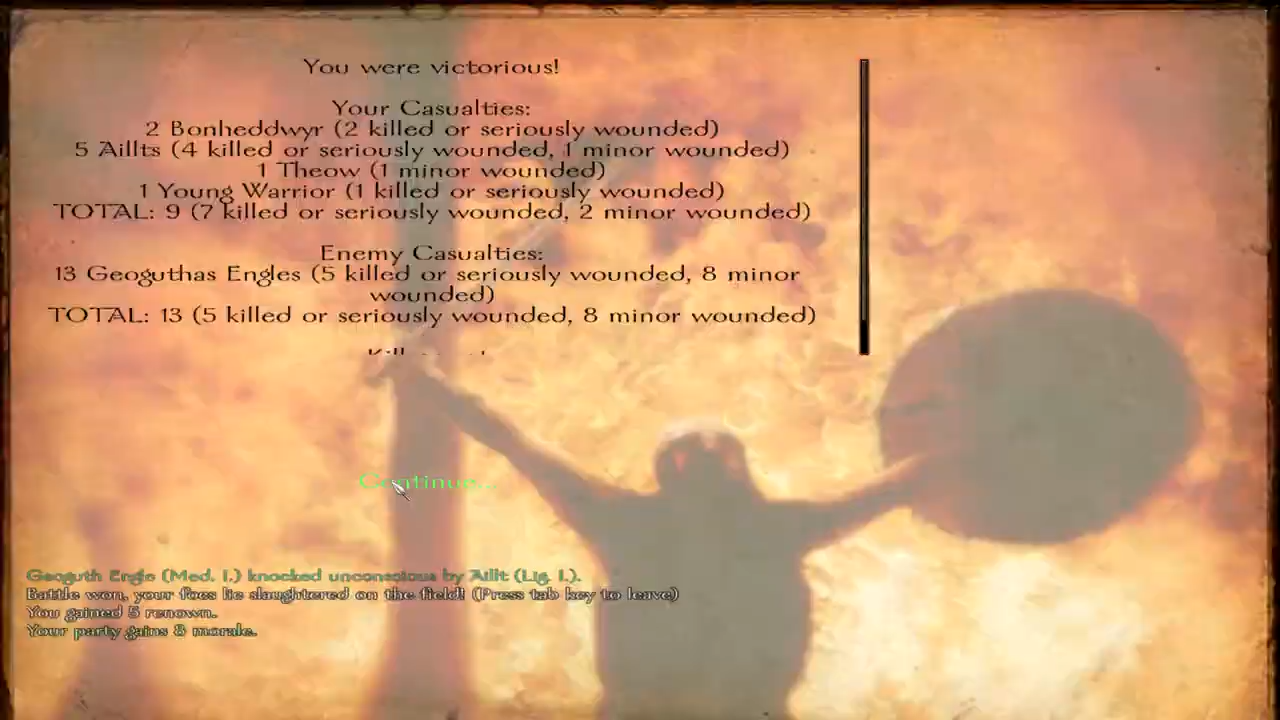 You were victorious!
Your Casualties:
2 Bonheddwyr (2 killed or seriously wounded)
5 Aillts (4 killed or seriously wounded, 1 minor wounded)
1 Theow (1 minor wounded)
1 Young Warrior (1 killed or seriously wounded)
TOTAL: 9 (7 killed or seriously wounded, 2 minor wounded)
Enemy Casualties:
13 Geoguthas Engles (5 killed or seriously wounded, 8 minor
wounded)
TOTAL: 13 (5 killed or seriously wounded, 8 minor wounded)
Continue...
Geoguth Engle (Med. I.) knocked unconscious by Aillt (Lig. I.).
Battle won, your foes lie slaughtered on the field! (Press tab key to leave)
You gained 5 renown.
Your party gains 8 morale.